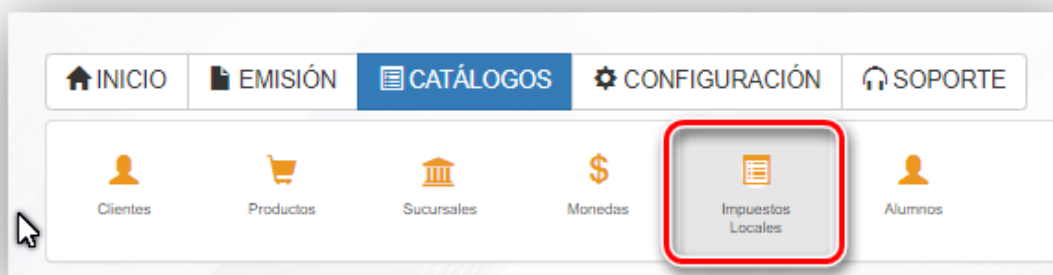 INICIO EMISIÓN CATÁLOGOS CONFIGURACIÓN SOPORTE
Clientes Productos Sucursales Monedas Impuestos Locales Alumnos